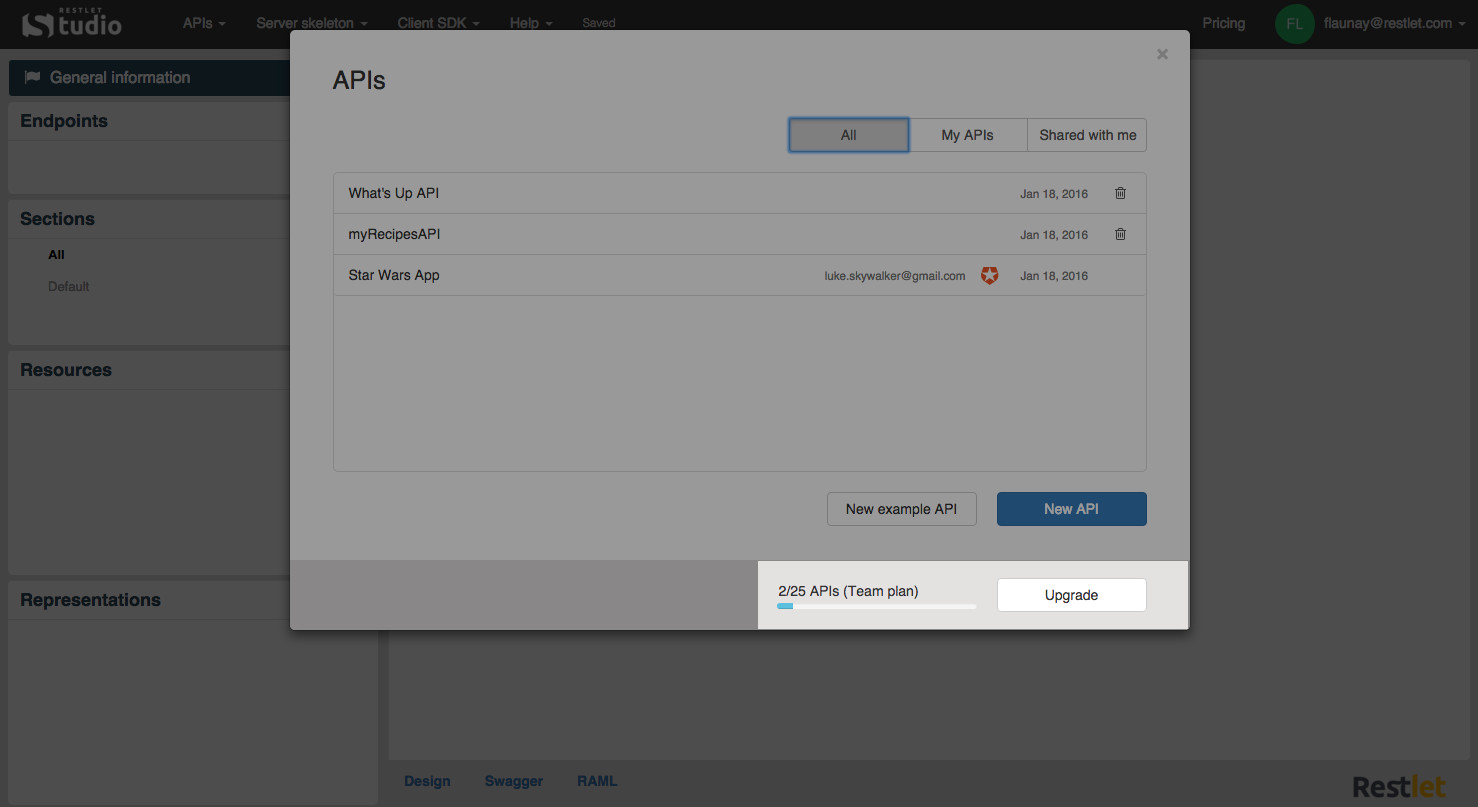 RESTLET
Studio
APIs
Server skeleton
Client SDK
Help
Saved
Pricing
FL
flaunay@restlet.com
General information
Endpoints
Sections
All
Default
Resources
Representations
×
APIs
All
My APIs
Shared with me
What's Up API
Jan 18, 2016
myRecipesAPI
Jan 18, 2016
Star Wars App
luke.skywalker@gmail.com
Jan 18, 2016
New example API
New API
2/25 APIs (Team plan)
Upgrade
Design
Swagger
RAML
Restlet